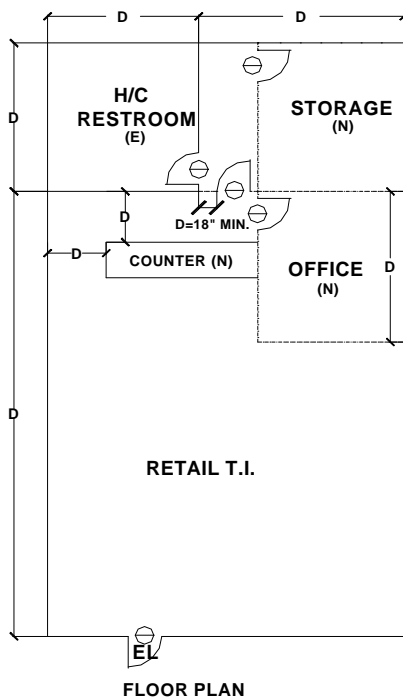 D
D
H/C
RESTROOM
(E)
STORAGE
(N)
D
D
D=18" MIN.
D
COUNTER (N)
OFFICE
(N)
D
D
RETAIL T.I.
EL
FLOOR PLAN